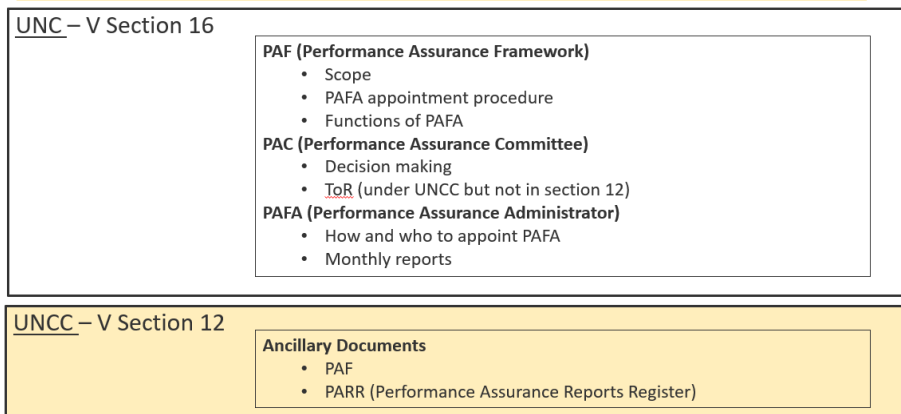 UNC – V Section 16
PAF (Performance Assurance Framework)
• Scope
• PAFA appointment procedure
• Functions of PAFA
PAC (Performance Assurance Committee)
• Decision making
• ToR (under UNCC but not in section 12)
PAFA (Performance Assurance Administrator)
• How and who to appoint PAFA
• Monthly reports
UNCC – V Section 12
Ancillary Documents
• PAF
• PARR (Performance Assurance Reports Register)